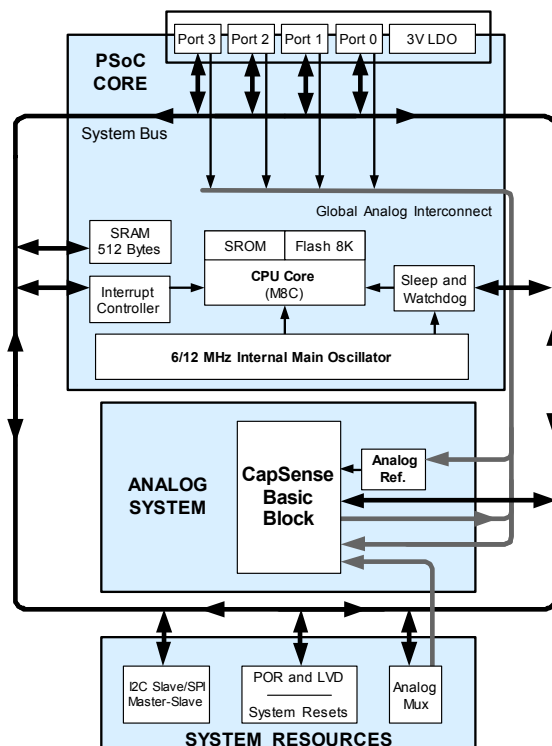 Port 3 Port 2 Port 1 Port 0 3V LDO
PSoC
CORE
System Bus
Global Analog Interconnect
SRAM
512 Bytes
SROM Flash 8K
CPU Core
(M8C)
Interrupt
Controller
Sleep and
Watchdog
6/12 MHz Internal Main Oscillator
ANALOG
SYSTEM
CapSense
Basic
Block
Analog
Ref.
I2C Slave/SPI
Master-Slave
POR and LVD
System Resets
Analog
Mux
SYSTEM RESOURCES